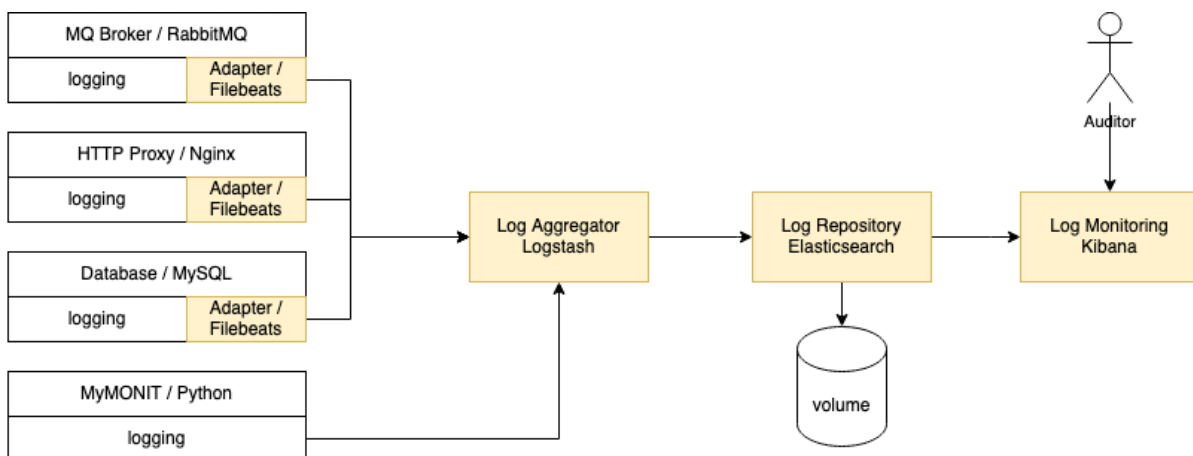 MQ Broker / RabbitMQ
logging
Adapter /
Filebeats
HTTP Proxy / Nginx
logging
Adapter /
Filebeats
Database / MySQL
logging
Adapter /
Filebeats
MyMONIT / Python
logging
Log Aggregator
Logstash
Log Repository
Elasticsearch
volume
Auditor
Log Monitoring
Kibana